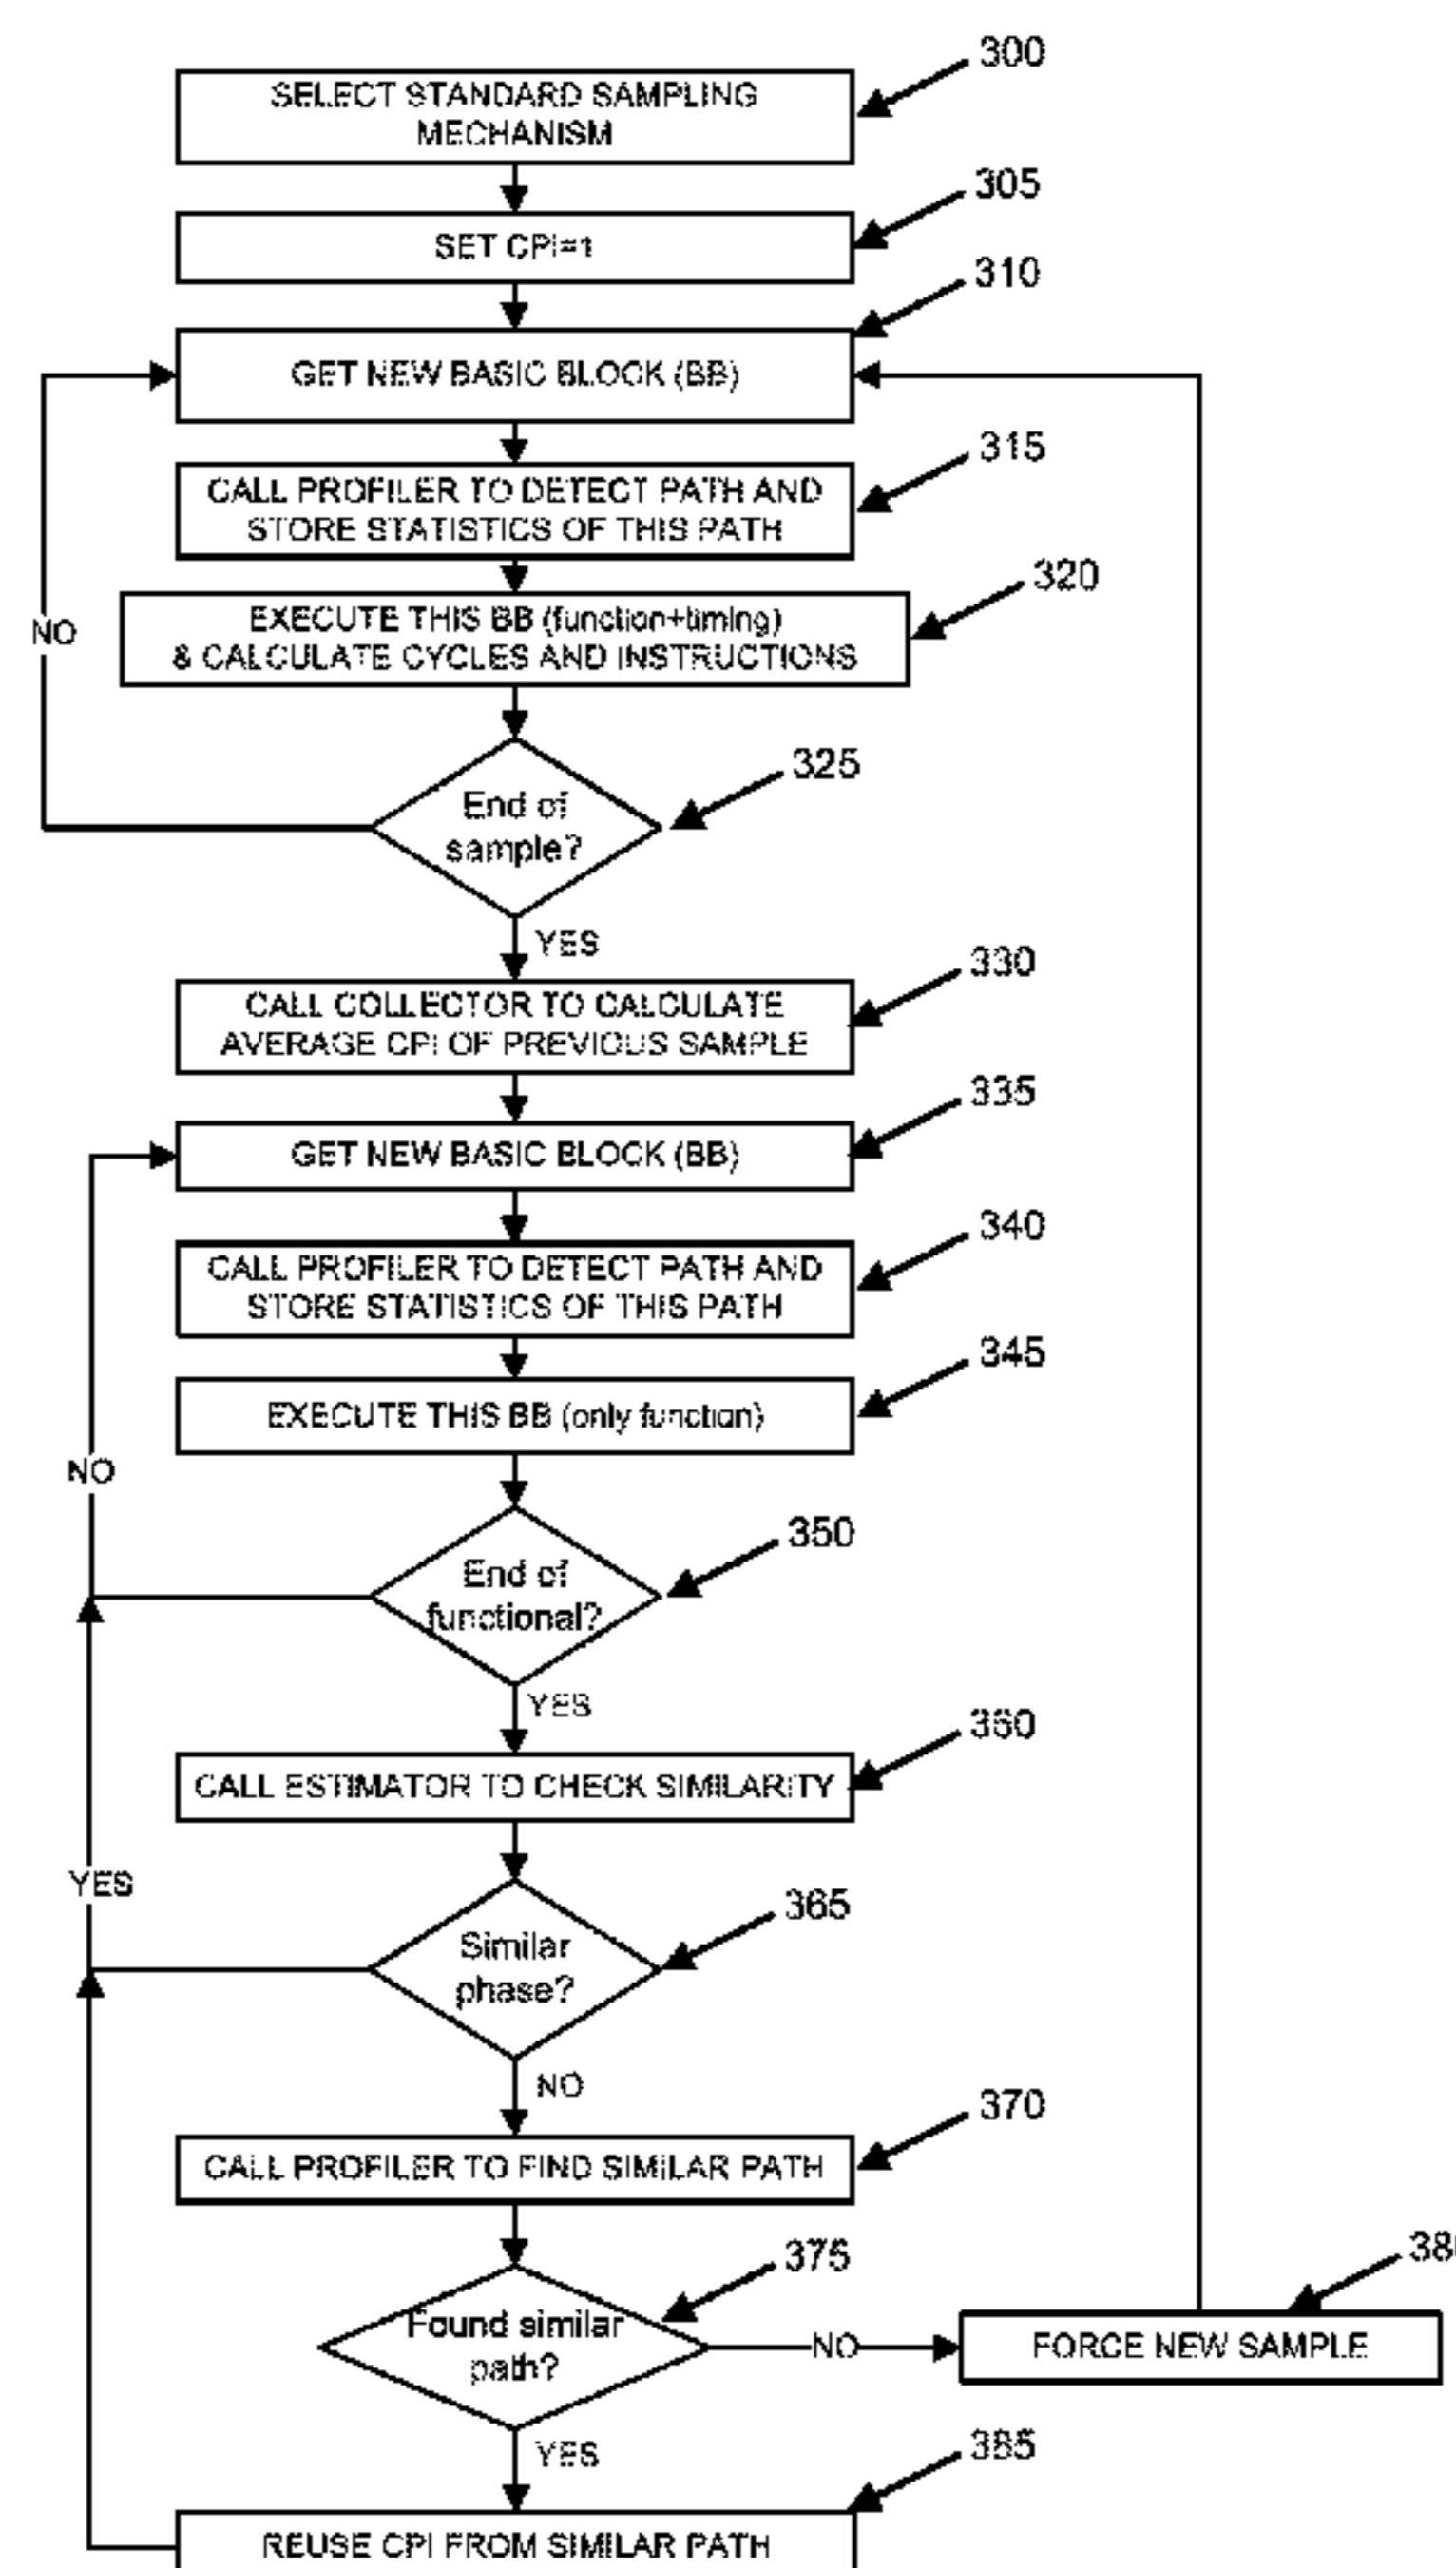 300
SELECT STANDARD SAMPLING
MECHANISM
305
SET CPI=1
310
GET NEW BASIC BLOCK (BB)
315
CALL PROFILER TO DETECT PATH AND
STORE STATISTICS OF THIS PATH
320
EXECUTE THIS BB (function+timing)
& CALCULATE CYCLES AND INSTRUCTIONS
NO
325
End of
sample?
YES
330
CALL COLLECTOR TO CALCULATE
AVERAGE CPI OF PREVIOUS SAMPLE
335
GET NEW BASIC BLOCK (BB)
340
CALL PROFILER TO DETECT PATH AND
STORE STATISTICS OF THIS PATH
345
EXECUTE THIS BB (only function)
NO
350
End of
functional?
YES
360
CALL ESTIMATOR TO CHECK SIMILARITY
YES
365
Similar
phase?
NO
370
CALL PROFILER TO FIND SIMILAR PATH
375
Found similar
path?
NO
38
FORCE NEW SAMPLE
YES
385
REUSE CPI FROM SIMILAR PATH